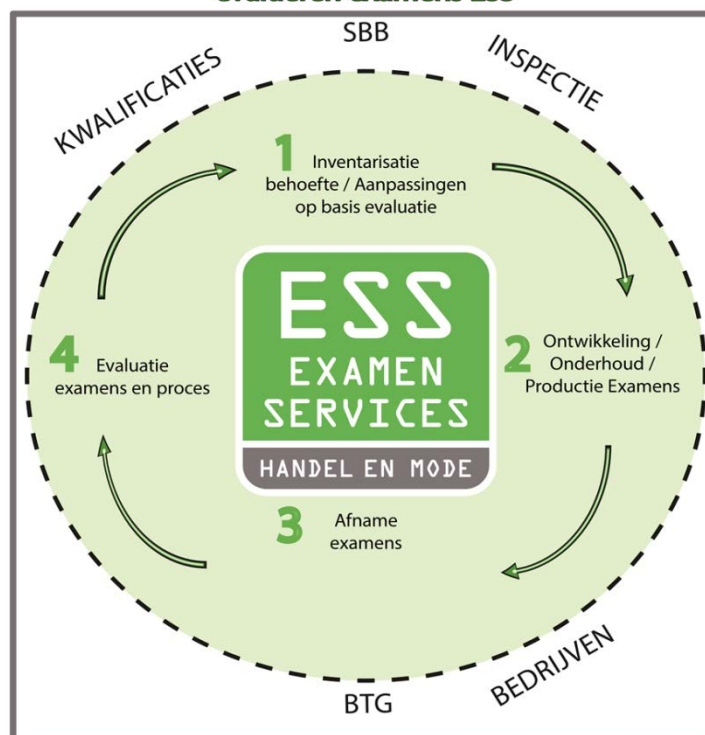 SBB
KWALIFICATIES
INSPECTIE
1 Inventarisatie
behoefte / Aanpassingen
op basis evaluatie
ESS
EXAMEN
SERVICES
HANDEL EN MODE
2 Ontwikkeling /
Onderhoud /
Productie Examens
3 Afname
examens
4 Evaluatie
examens en proces
BTG
BEDRIJVEN